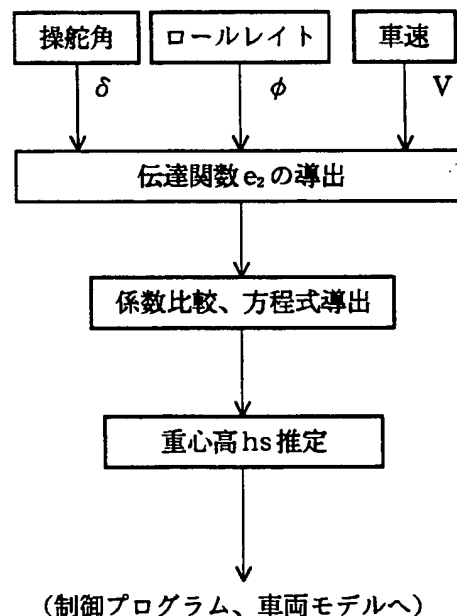 操舵角 ロールレイト 車速
δ φ V
伝達関数e₂の導出
係数比較、方程式導出
重心高hs推定
(制御プログラム、車両モデルへ)